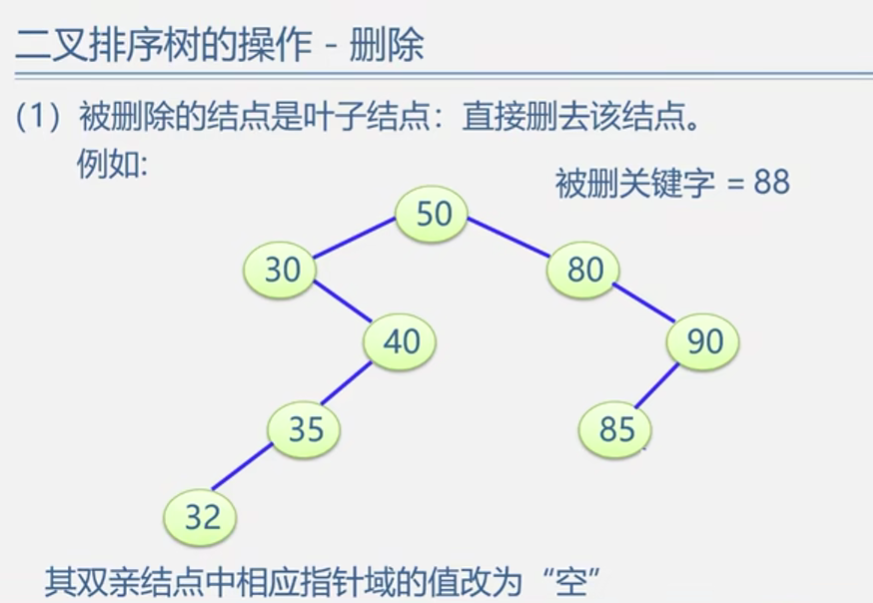 二叉排序树的操作 - 删除
(1) 被删除的结点是叶子结点：直接删去该结点。
例如:
被删关键字 = 88
50
30
80
40
90
35
85
32
其双亲结点中相应指针域的值改为“空”